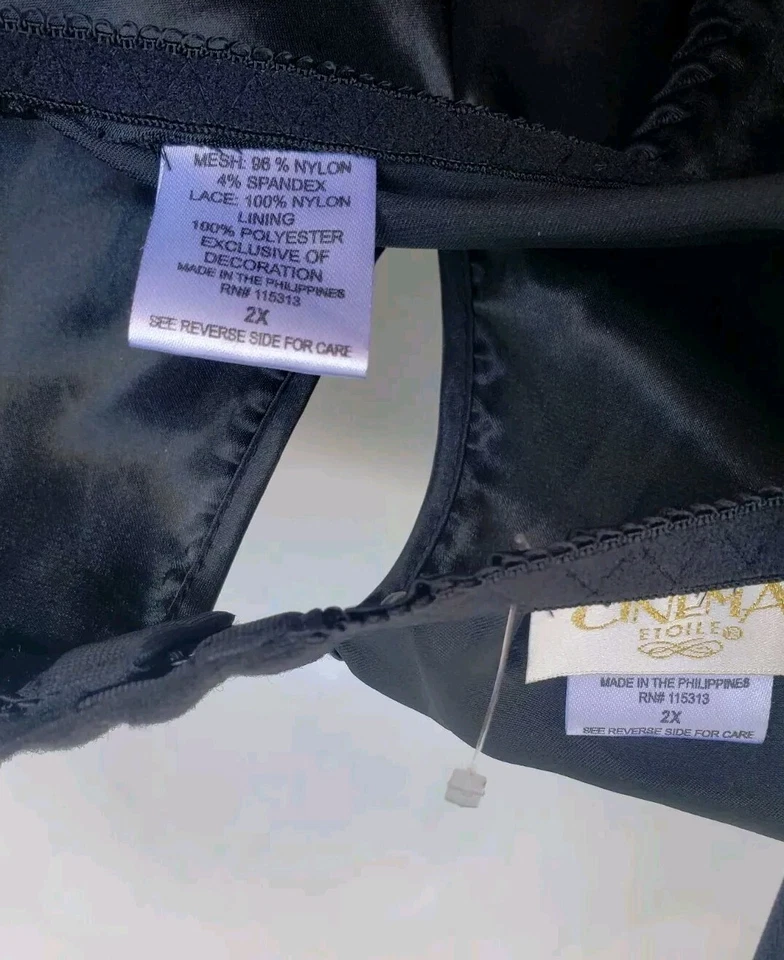 MESH: 96 % NYLON
4% SPANDEX
LACE: 100% NYLON
LINING
100% POLYESTER
EXCLUSIVE OF
DECORATION
MADE IN THE PHILIPPINES
RN# 115313
2X
SEE REVERSE SIDE FOR CARE
CINEMA
ETOILE®
MADE IN THE PHILIPPINES
RN# 115313
2X
SEE REVERSE SIDE FOR CARE